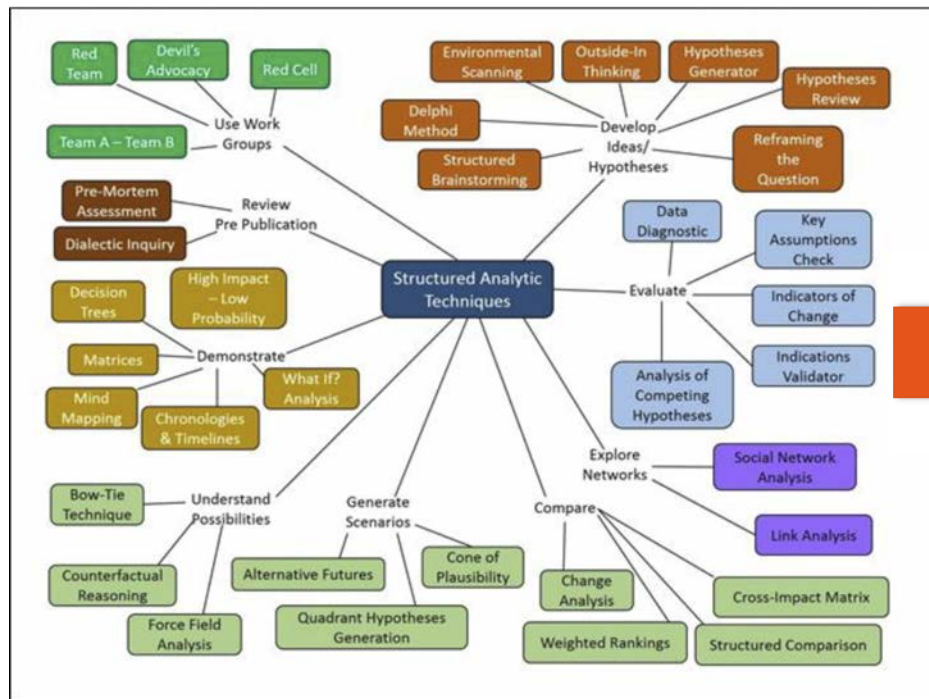 Red
Team
Devil's
Advocacy
Red Cell
Team A – Team B
Use Work
Groups
Environmental
Scanning
Outside-In
Thinking
Hypotheses
Generator
Hypotheses
Review
Delphi
Method
Structured
Brainstorming
Develop
Ideas/
Hypotheses
Reframing
the
Question
Pre-Mortem
Assessment
Dialectic Inquiry
Review
Pre Publication
Structured Analytic
Techniques
Data
Diagnostic
Key
Assumptions
Check
Evaluate
Indicators of
Change
Indications
Validator
Analysis of
Competing
Hypotheses
Decision
Trees
High Impact
– Low
Probability
Matrices
Demonstrate
Mind
Mapping
Chronologies
& Timelines
What If?
Analysis
Explore
Networks
Social Network
Analysis
Link Analysis
Bow-Tie
Technique
Understand
Possibilities
Counterfactual
Reasoning
Force Field
Analysis
Generate
Scenarios
Alternative Futures
Cone of
Plausibility
Quadrant Hypotheses
Generation
Compare
Change
Analysis
Weighted Rankings
Cross-Impact Matrix
Structured Comparison